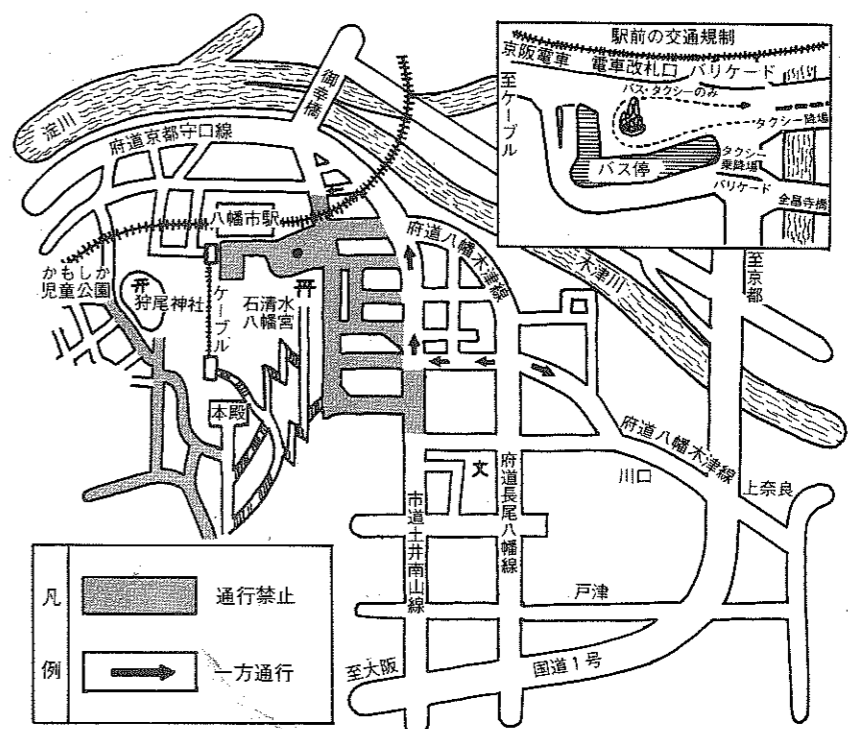 駅前の交通規制
京阪電車
電車改札口
バリケード
バス・タクシーのみ
至ケーブル
タクシー降場
タクシー
乗降場
バス停
バリケード
全昌寺橋
御幸橋
淀川
府道京都守口線
八幡市駅
府道八幡木津線
木津川
至京都
かもしか
児童公園
狩尾神社
ケーブル
石清水
八幡宮
本殿
府道八幡木津線
文
川口
上奈良
府道長尾八幡線
市道土井南山線
戸津
国道1号
至大阪
凡例
通行禁止
一方通行